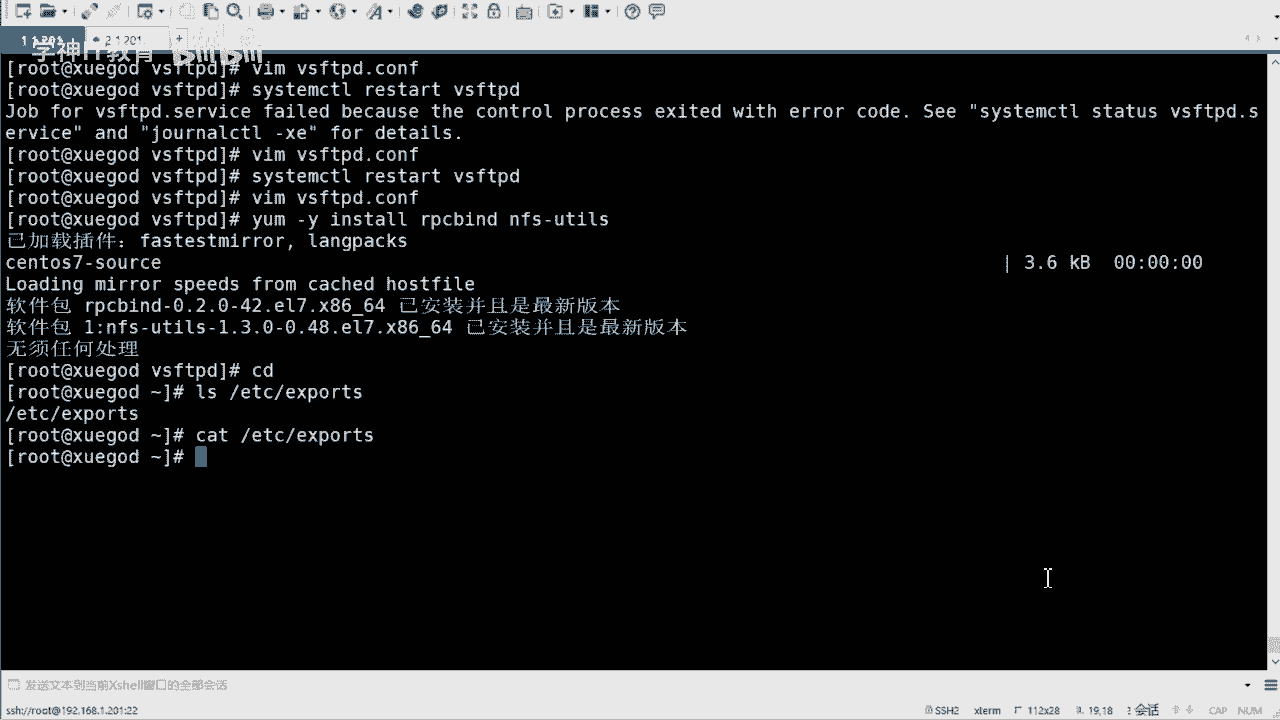 1 1.201
2 1.201
+
学神IT教育
bilibili
[root@xuegod vsftpd]# vim vsftpd.conf
[root@xuegod vsftpd]# systemctl restart vsftpd
Job for vsftpd.service failed because the control process exited with error code. See "systemctl status vsftpd.s
ervice" and "journalctl -xe" for details.
[root@xuegod vsftpd]# vim vsftpd.conf
[root@xuegod vsftpd]# systemctl restart vsftpd
[root@xuegod vsftpd]# vim vsftpd.conf
[root@xuegod vsftpd]# yum -y install rpcbind nfs-utils
已加载插件：fastestmirror, langpacks
centos7-source | 3.6 kB 00:00:00
Loading mirror speeds from cached hostfile
软件包 rpcbind-0.2.0-42.el7.x86_64 已安装并且是最新版本
软件包 1:nfs-utils-1.3.0-0.48.el7.x86_64 已安装并且是最新版本
无须任何处理
[root@xuegod vsftpd]# cd
[root@xuegod ~]# ls /etc/exports
/etc/exports
[root@xuegod ~]# cat /etc/exports
[root@xuegod ~]#
发送文本到当前Xshell窗口的全部会话
ssh://root@192.168.1.201:22 SSH2 xterm 112x28 19,18 会话 CAP NUM